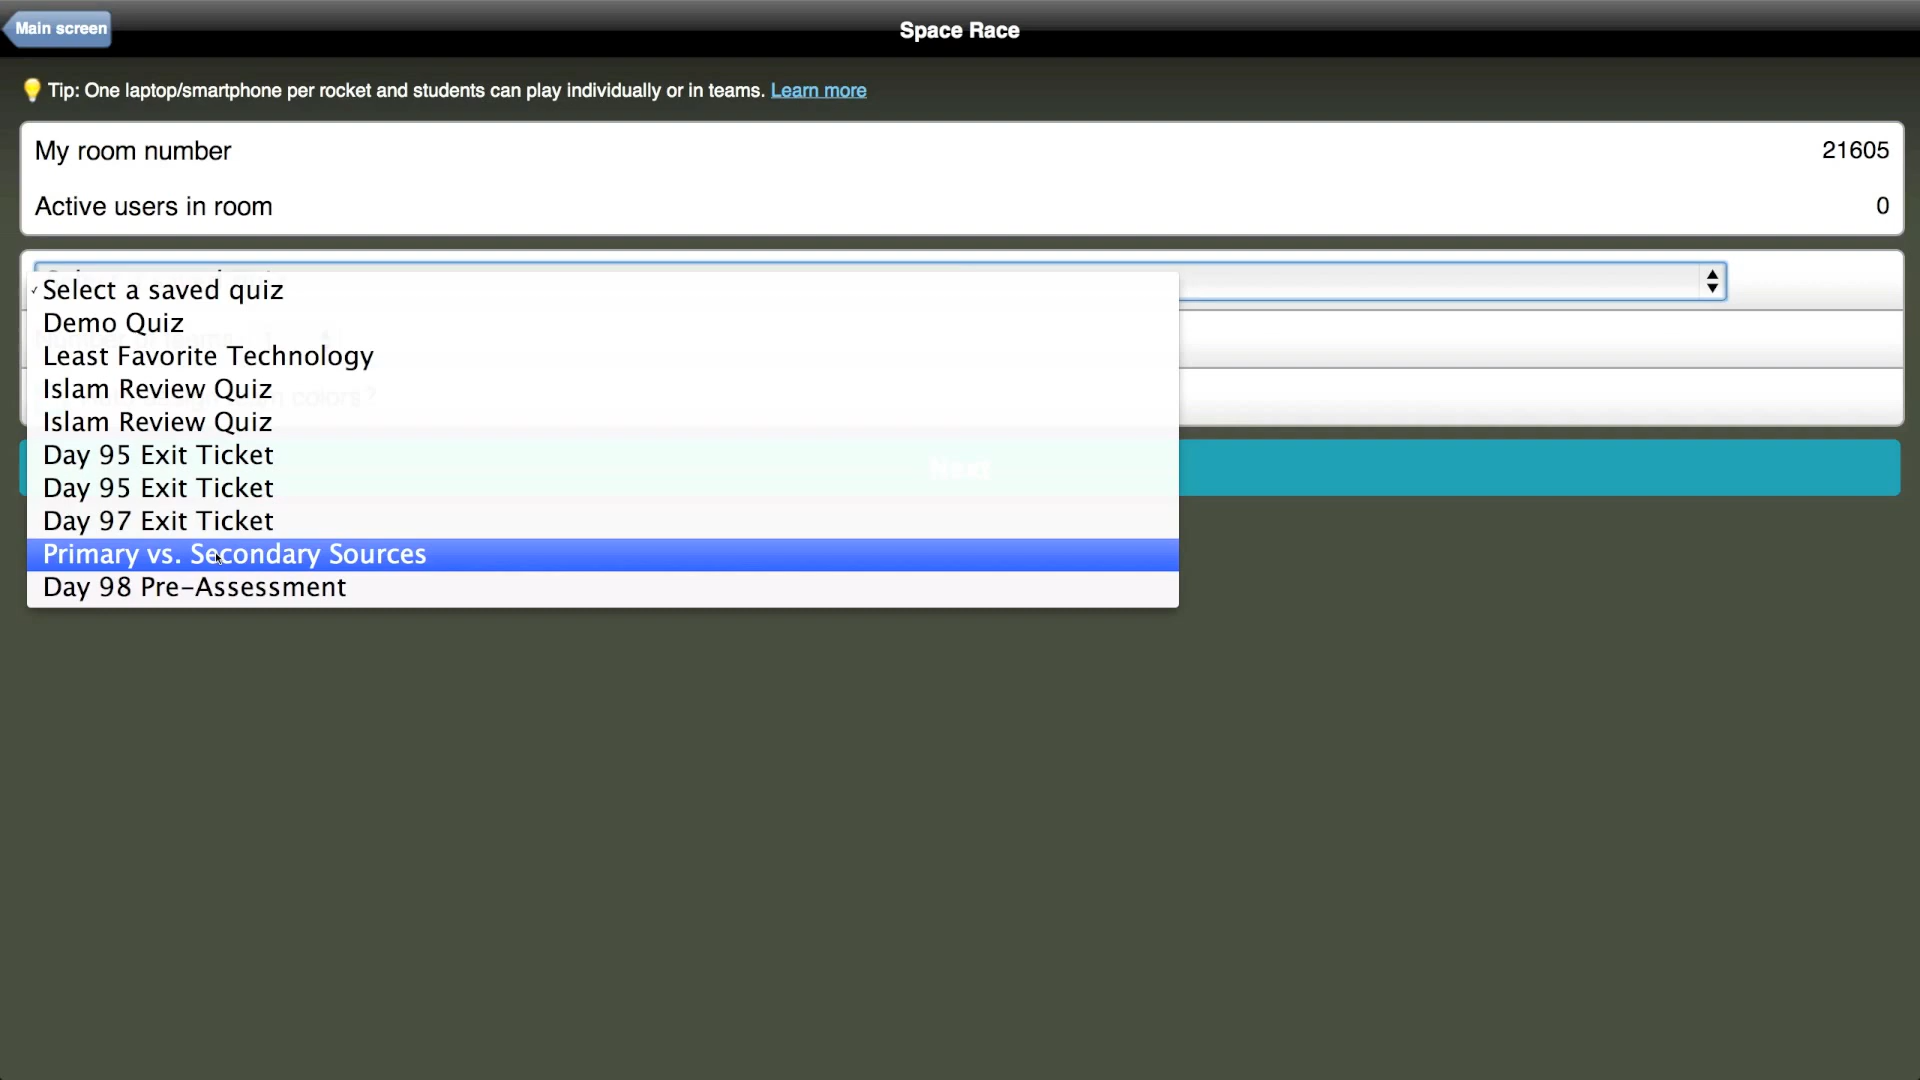 Main screen
Space Race
Tip: One laptop/smartphone per rocket and students can play individually or in teams. Learn more
My room number 21605
Active users in room 0
✓ Select a saved quiz
Demo Quiz
Least Favorite Technology
Islam Review Quiz
Islam Review Quiz
colors?
Day 95 Exit Ticket
Next
Day 95 Exit Ticket
Day 97 Exit Ticket
Primary vs. Secondary Sources
Day 98 Pre-Assessment